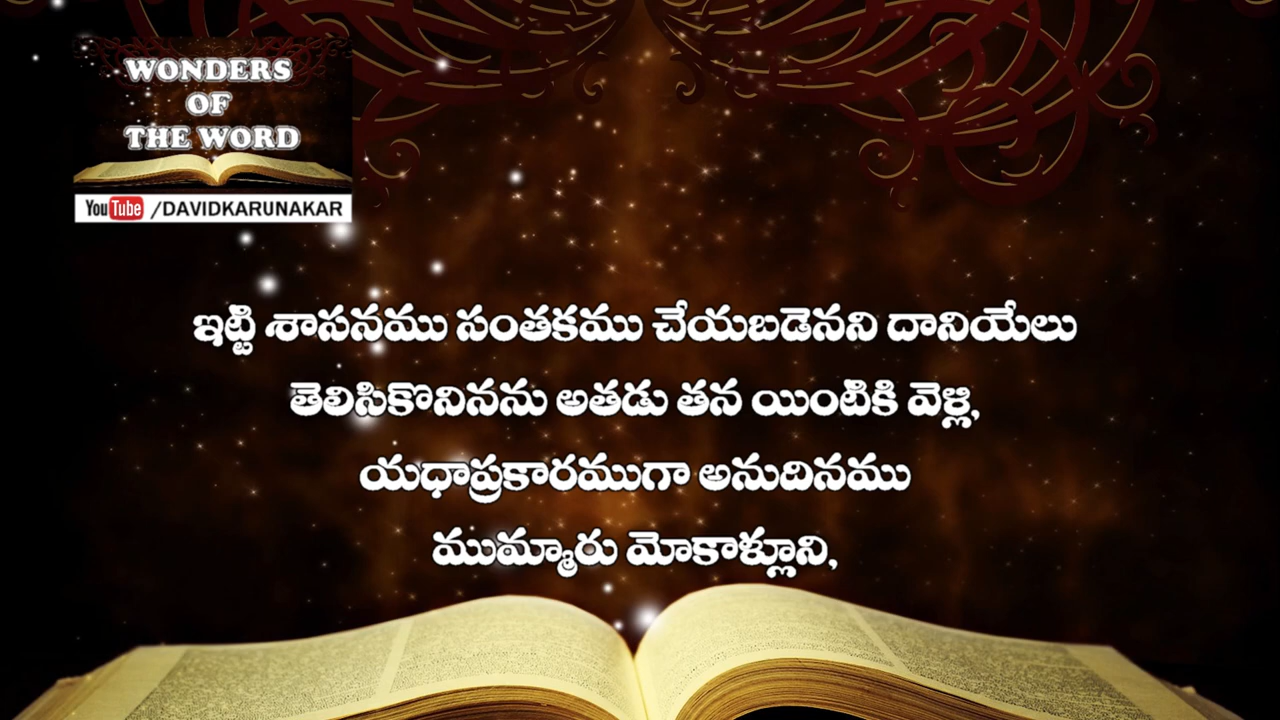 WONDERS
OF
THE WORD
YouTube /DAVIDKARUNAKAR
ఇట్టి శాసనము సంతకము చేయబడెనని దానియేలు
తెలిసికొనినను అతడు తన యింటికి వెళ్లి,
యధాప్రకారముగా అనుదినము
ముమ్మారు మోకాళ్లూని,